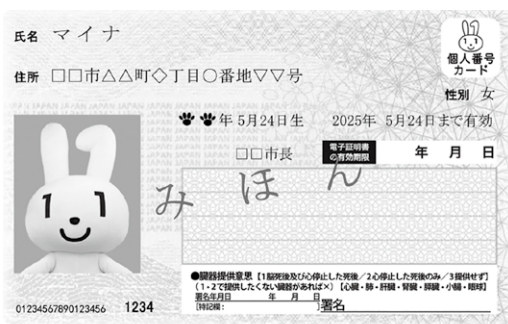 氏名 マイナ
個人番号
カード
住所 □□市△△町◇丁目○番地▽▽号
性別 女
年 5月24日生 2025年 5月24日まで有効
□□市長
電子証明書
の有効期限
年 月 日
みほん
●臓器提供意思【1脳死後及び心停止した死後／2心停止した死後のみ／3提供せず】
(1・2で提供したくない臓器があれば×)【心臓・肺・肝臓・腎臓・膵臓・小腸・眼球】
署名年月日 年 月 日
[特記欄: ]署名
01234567890123456 1234